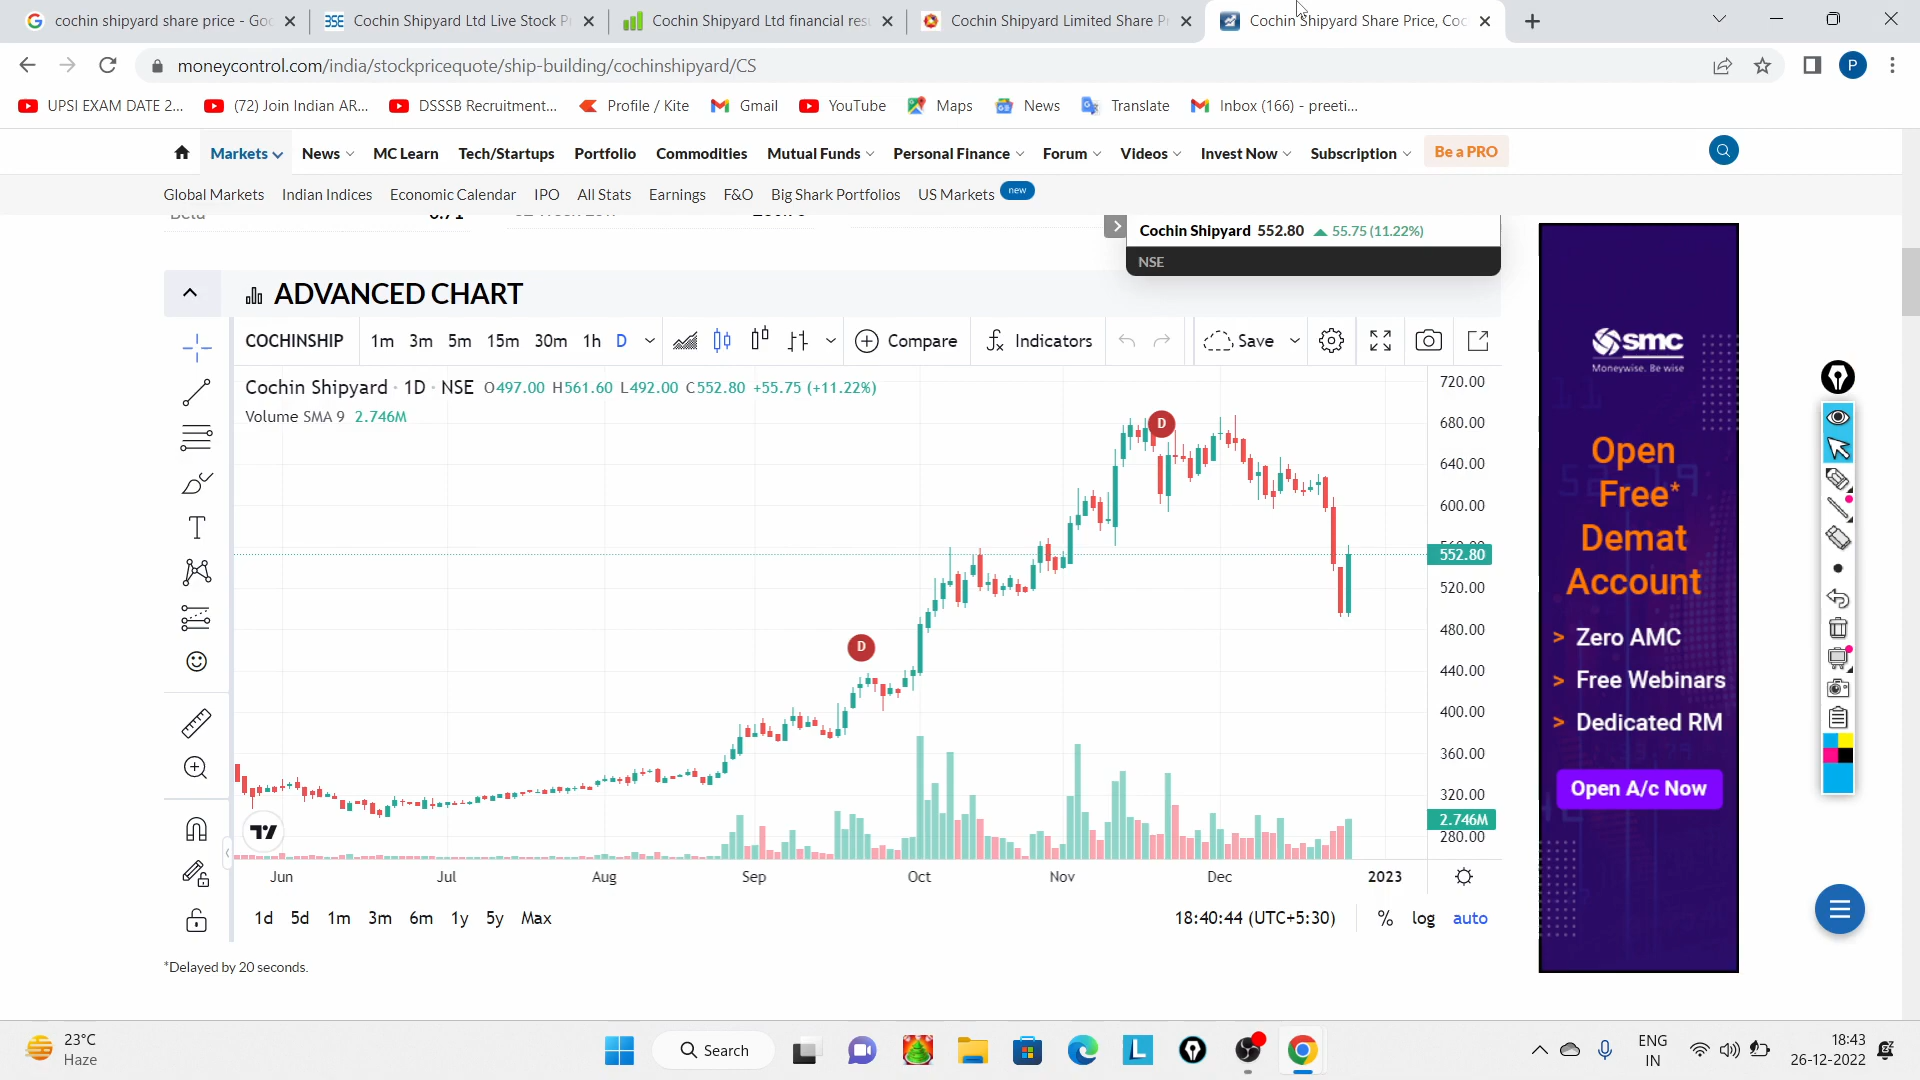 cochin shipyard share price - Goo
BSE Cochin Shipyard Ltd Live Stock P
Cochin Shipyard Ltd financial resu
Cochin Shipyard Limited Share P
Cochin Shipyard Share Price, Coc
moneycontrol.com/india/stockpricequote/ship-building/cochinshipyard/CS
P
UPSI EXAM DATE 2...
(72) Join Indian AR...
DSSSB Recruitment...
Profile / Kite
Gmail
YouTube
Maps
News
Translate
Inbox (166) - preeti...
Markets
News
MC Learn
Tech/Startups
Portfolio
Commodities
Mutual Funds
Personal Finance
Forum
Videos
Invest Now
Subscription
Be a PRO
Global Markets
Indian Indices
Economic Calendar
IPO
All Stats
Earnings
F&O
Big Shark Portfolios
US Markets
new
Cochin Shipyard 552.80 55.75 (11.22%)
NSE
ADVANCED CHART
COCHINSHIP 1m 3m 5m 15m 30m 1h D Compare Indicators Save
Cochin Shipyard · 1D · NSE O497.00 H561.60 L492.00 C552.80 +55.75 (+11.22%)
Volume SMA 9 2.746M
D
D
720.00
680.00
640.00
600.00
552.80
520.00
480.00
440.00
400.00
360.00
320.00
2.746M
280.00
Jun Jul Aug Sep Oct Nov Dec 2023
1d 5d 1m 3m 6m 1y 5y Max
18:40:44 (UTC+5:30) % log auto
*Delayed by 20 seconds.
smc
Moneywise. Be wise
Open
Free*
Demat
Account
> Zero AMC
> Free Webinars
> Dedicated RM
Open A/c Now
23°C
Haze
Search
ENG
IN
18:43
26-12-2022